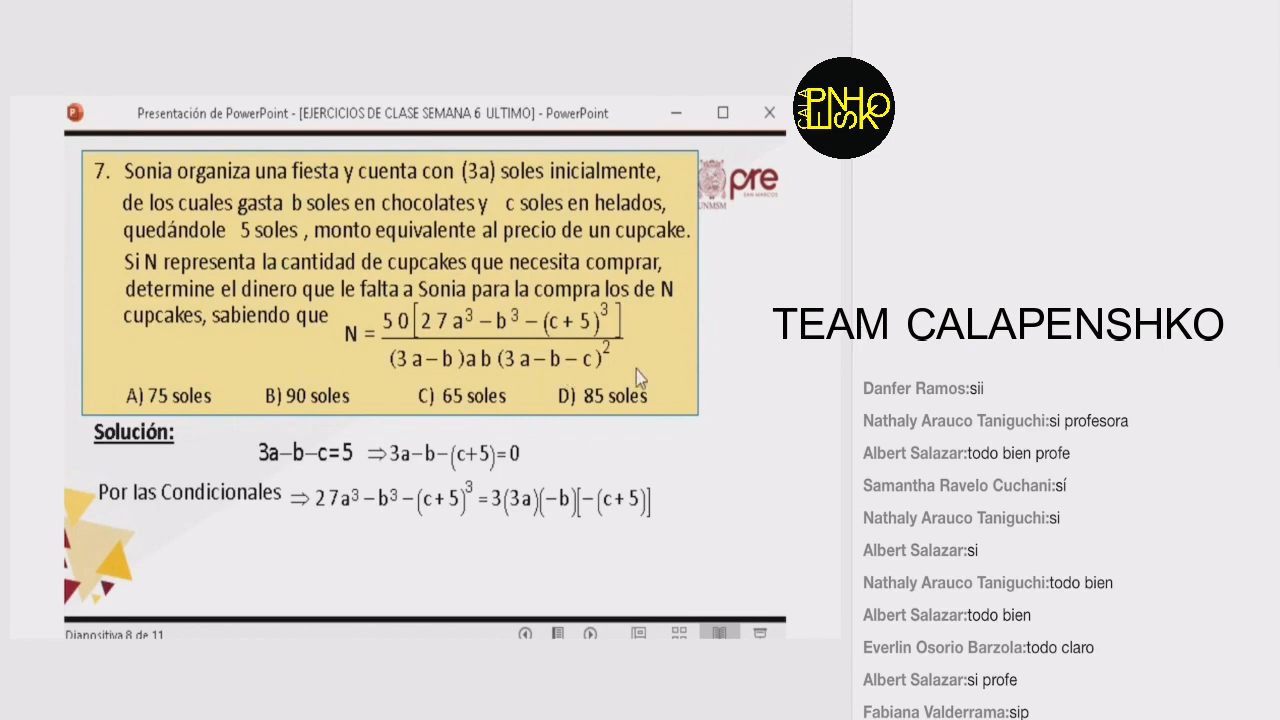 Presentación de PowerPoint - [EJERCICIOS DE CLASE SEMANA 6 ULTIMO] - PowerPoint
7. Sonia organiza una fiesta y cuenta con (3a) soles inicialmente,
de los cuales gasta b soles en chocolates y c soles en helados,
quedándole 5 soles , monto equivalente al precio de un cupcake.
Si N representa la cantidad de cupcakes que necesita comprar,
determine el dinero que le falta a Sonia para la compra los de N
cupcakes, sabiendo que
N = 50[27a³ – b³ – (c + 5)³] / (3a – b)ab(3a – b – c)²
A) 75 soles B) 90 soles C) 65 soles D) 85 soles
pre
SAN MARCOS
UNMSM
Solución:
3a–b–c=5 ⇒3a–b–(c+5)=0
Por las Condicionales ⇒ 27a³ – b³ – (c + 5)³ = 3(3a)(–b)[–(c + 5)]
Diapositiva 8 de 11
CALA
PENSHKO
TEAM CALAPENSHKO
Danfer Ramos:sii
Nathaly Arauco Taniguchi:si profesora
Albert Salazar:todo bien profe
Samantha Ravelo Cuchani:sí
Nathaly Arauco Taniguchi:si
Albert Salazar:si
Nathaly Arauco Taniguchi:todo bien
Albert Salazar:todo bien
Everlin Osorio Barzola:todo claro
Albert Salazar:si profe
Fabiana Valderrama:sip